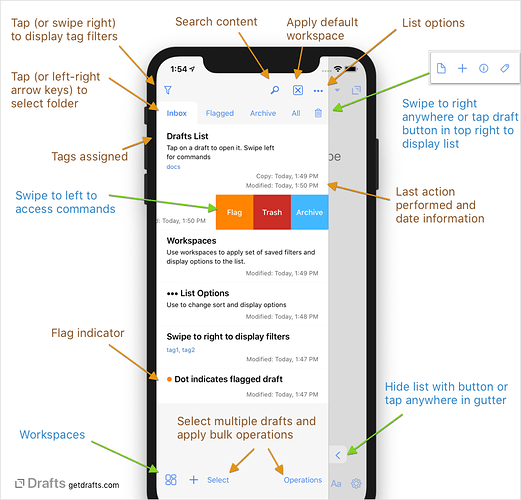 Tap (or swipe right)
to display tag filters
Search content
Apply default
workspace
List options
Tap (or left-right
arrow keys) to
select folder
1:54
Inbox
Flagged
Archive
All
Swipe to right
anywhere or tap draft
button in top right to
display list
Tags assigned
Drafts List
Tap on a draft to open it. Swipe left
for commands
docs
Copy: Today, 1:49 PM
Modified: Today, 1:50 PM
Swipe to left to
access commands
d: Today, 1:50 PM
Flag
Trash
Archive
Last action
performed and
date information
Workspaces
Use workspaces to apply set of saved filters and
display options to the list.
Modified: Today, 1:49 PM
••• List Options
Use to change sort and display options
Modified: Today, 1:48 PM
Swipe to right to display filters
tag1, tag2
Modified: Today, 1:47 PM
Flag indicator
Dot indicates flagged draft
Modified: Today, 1:47 PM
Hide list with button or
tap anywhere in gutter
Select multiple drafts and
apply bulk operations
Workspaces
Select
Operations
Aa
Drafts getdrafts.com